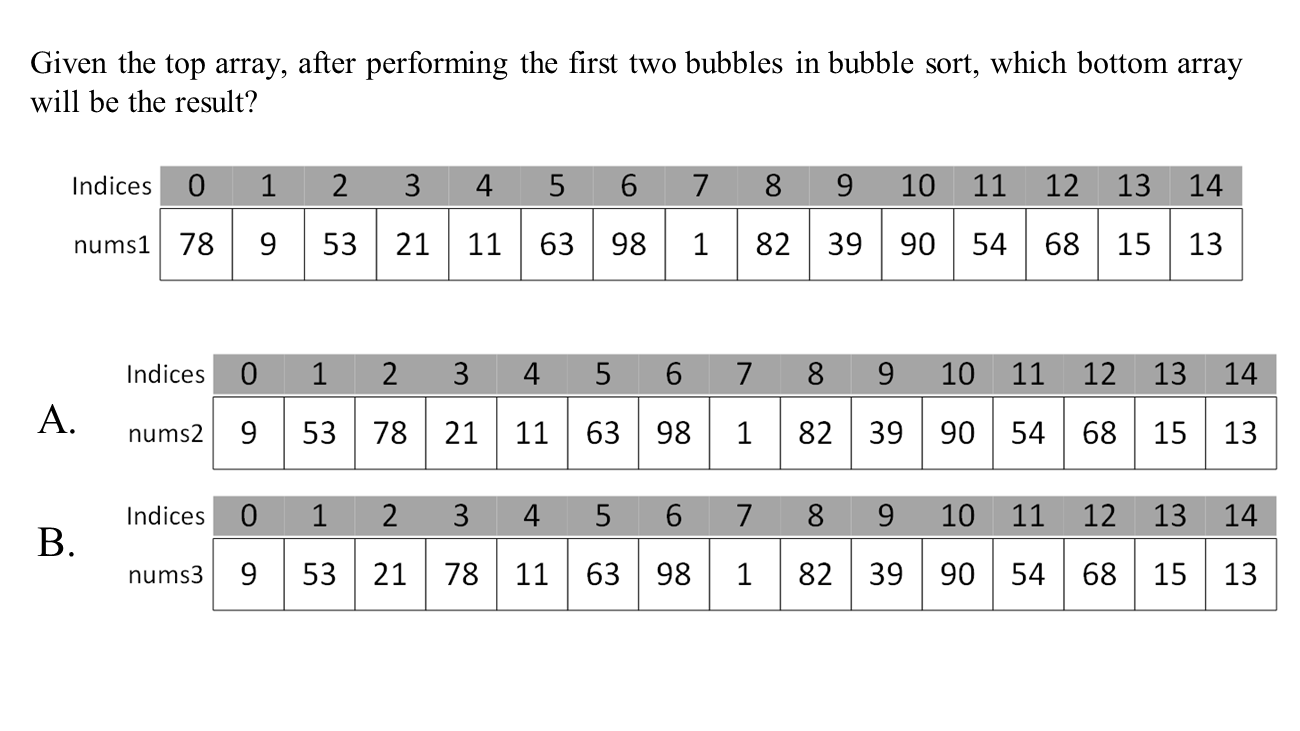 Given the top array, after performing the first two bubbles in bubble sort, which bottom array
will be the result?
Indices 0 1 2 3 4 5 6 7 8 9 10 11 12 13 14
nums1 78 9 53 21 11 63 98 1 82 39 90 54 68 15 13
A.
Indices 0 1 2 3 4 5 6 7 8 9 10 11 12 13 14
nums2 9 53 78 21 11 63 98 1 82 39 90 54 68 15 13
B.
Indices 0 1 2 3 4 5 6 7 8 9 10 11 12 13 14
nums3 9 53 21 78 11 63 98 1 82 39 90 54 68 15 13